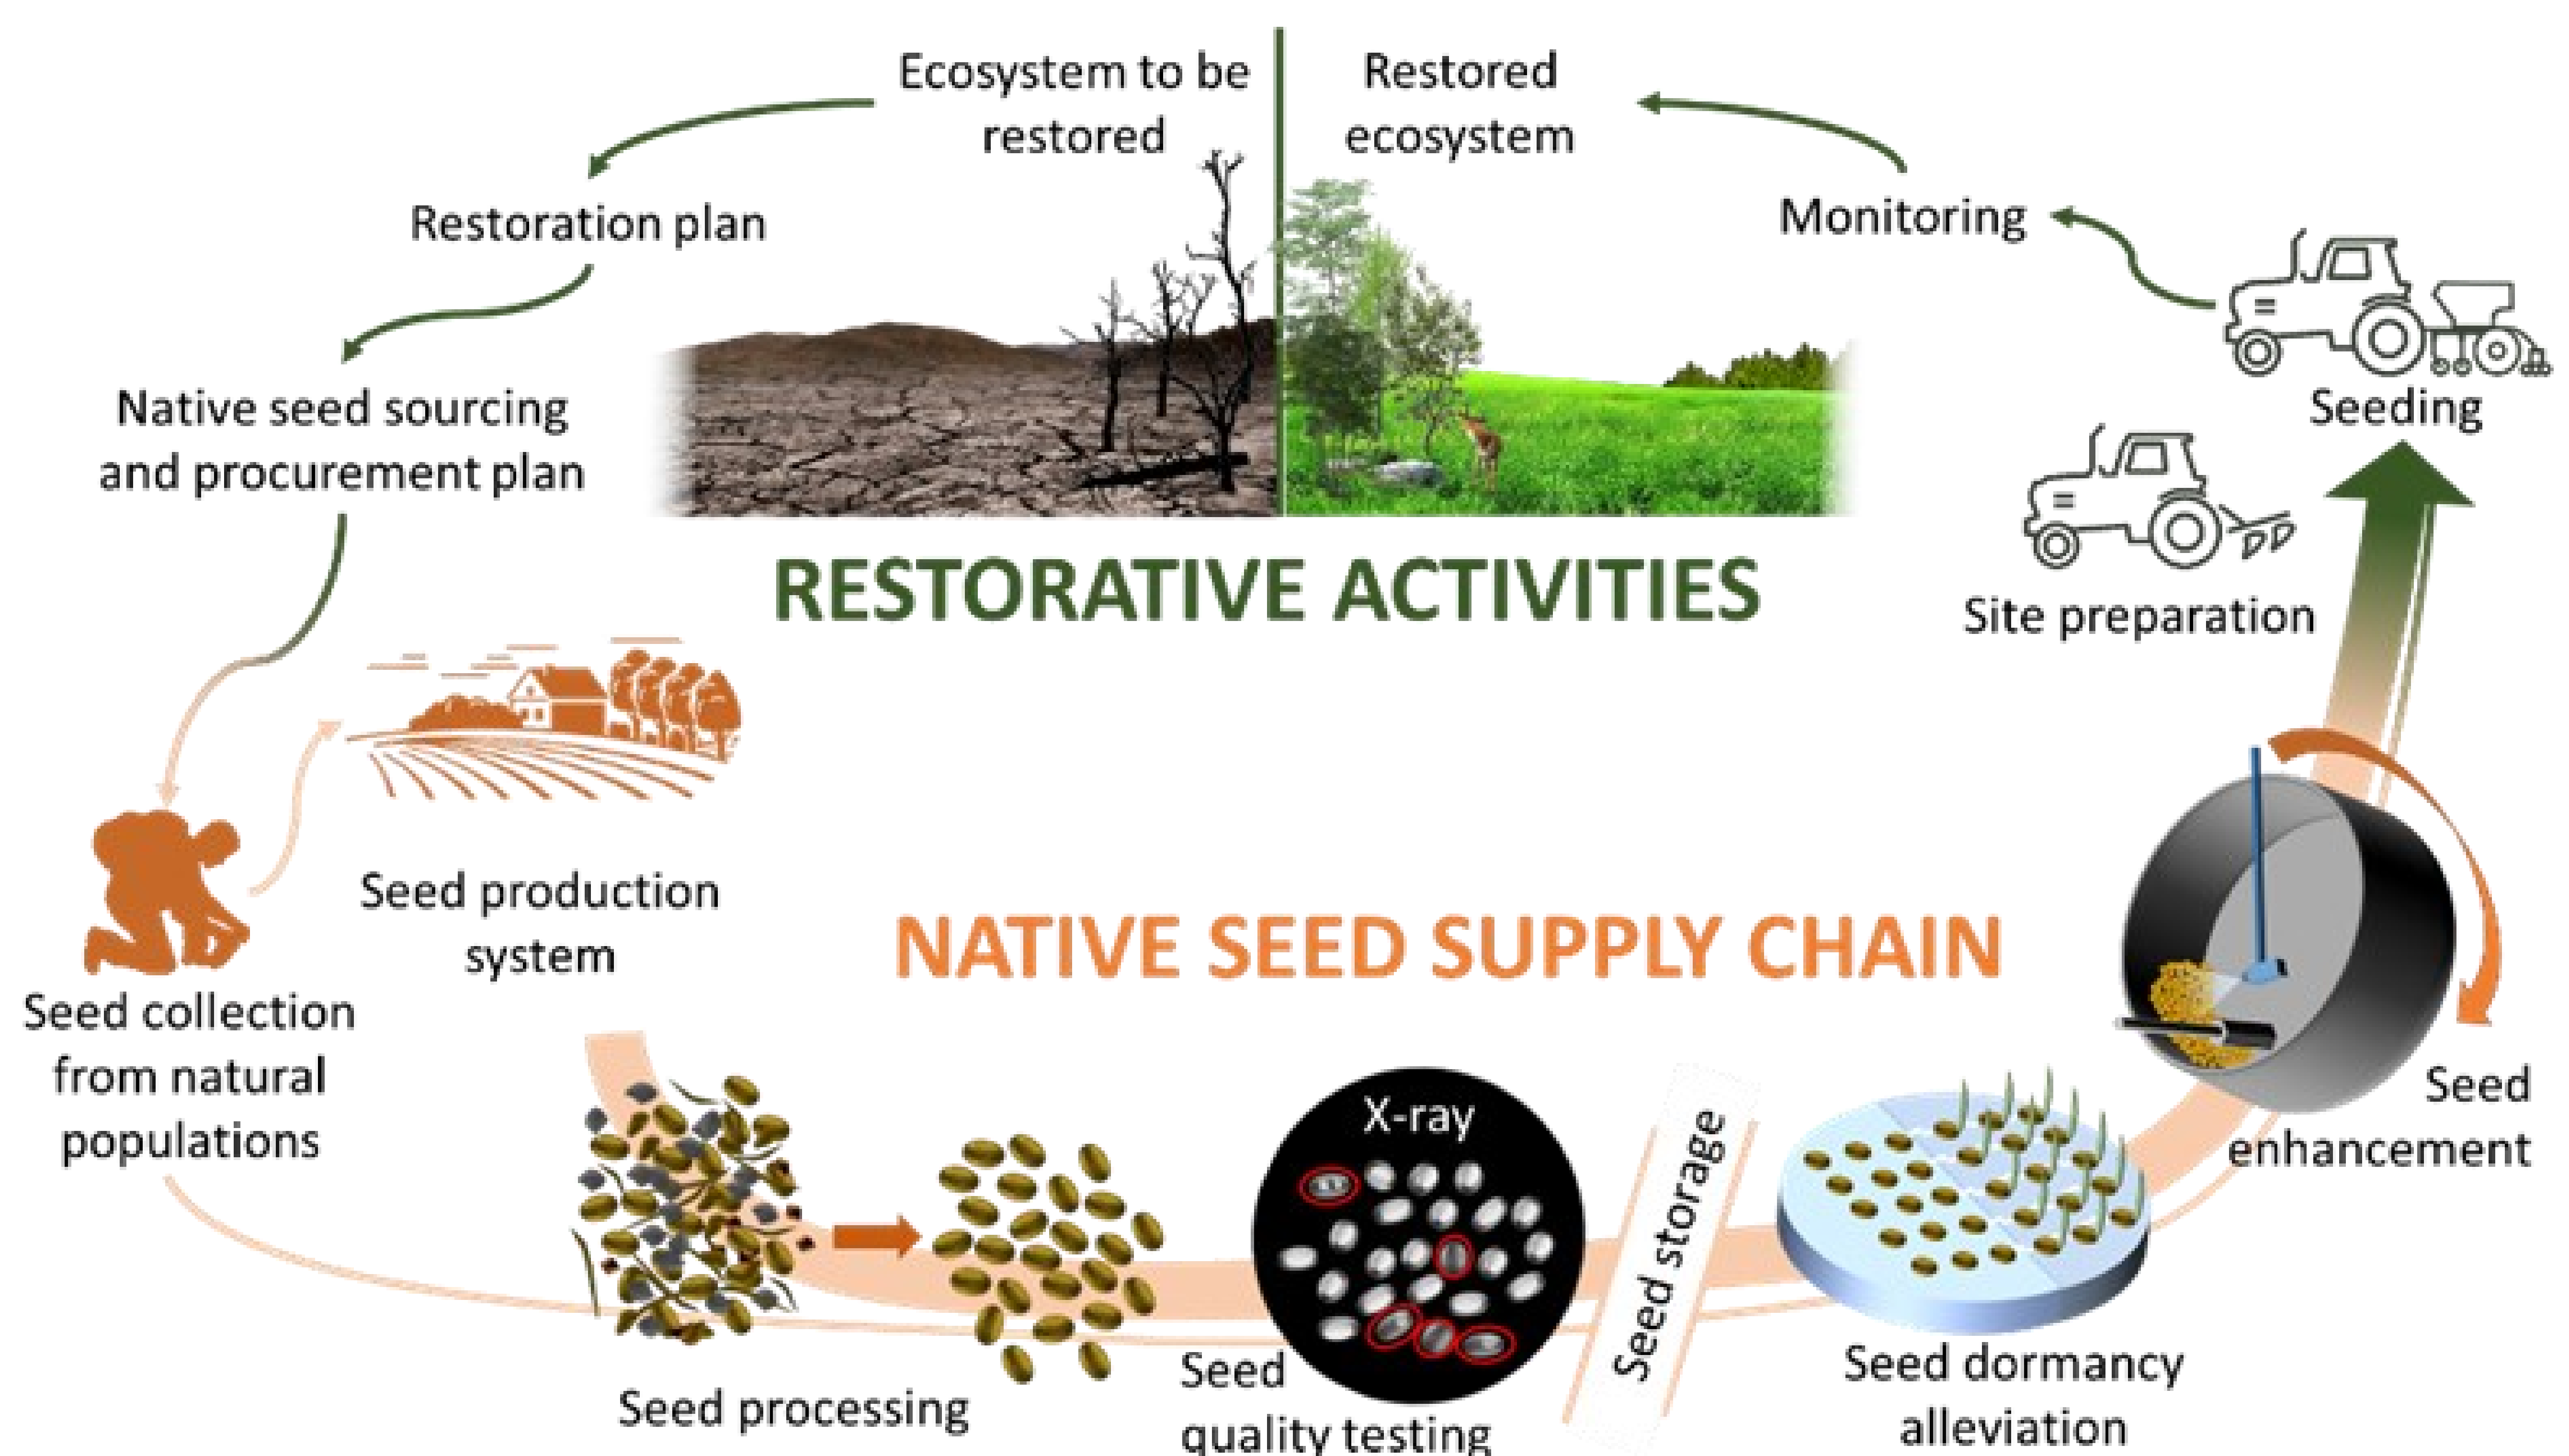 Ecosystem to be
restored
Restored
ecosystem
Restoration plan
Monitoring
Native seed sourcing
and procurement plan
Seeding
RESTORATIVE ACTIVITIES
Site preparation
Seed production
system
NATIVE SEED SUPPLY CHAIN
Seed collection
from natural
populations
Seed
enhancement
X-ray
Seed storage
Seed processing
Seed
quality testing
Seed dormancy
alleviation